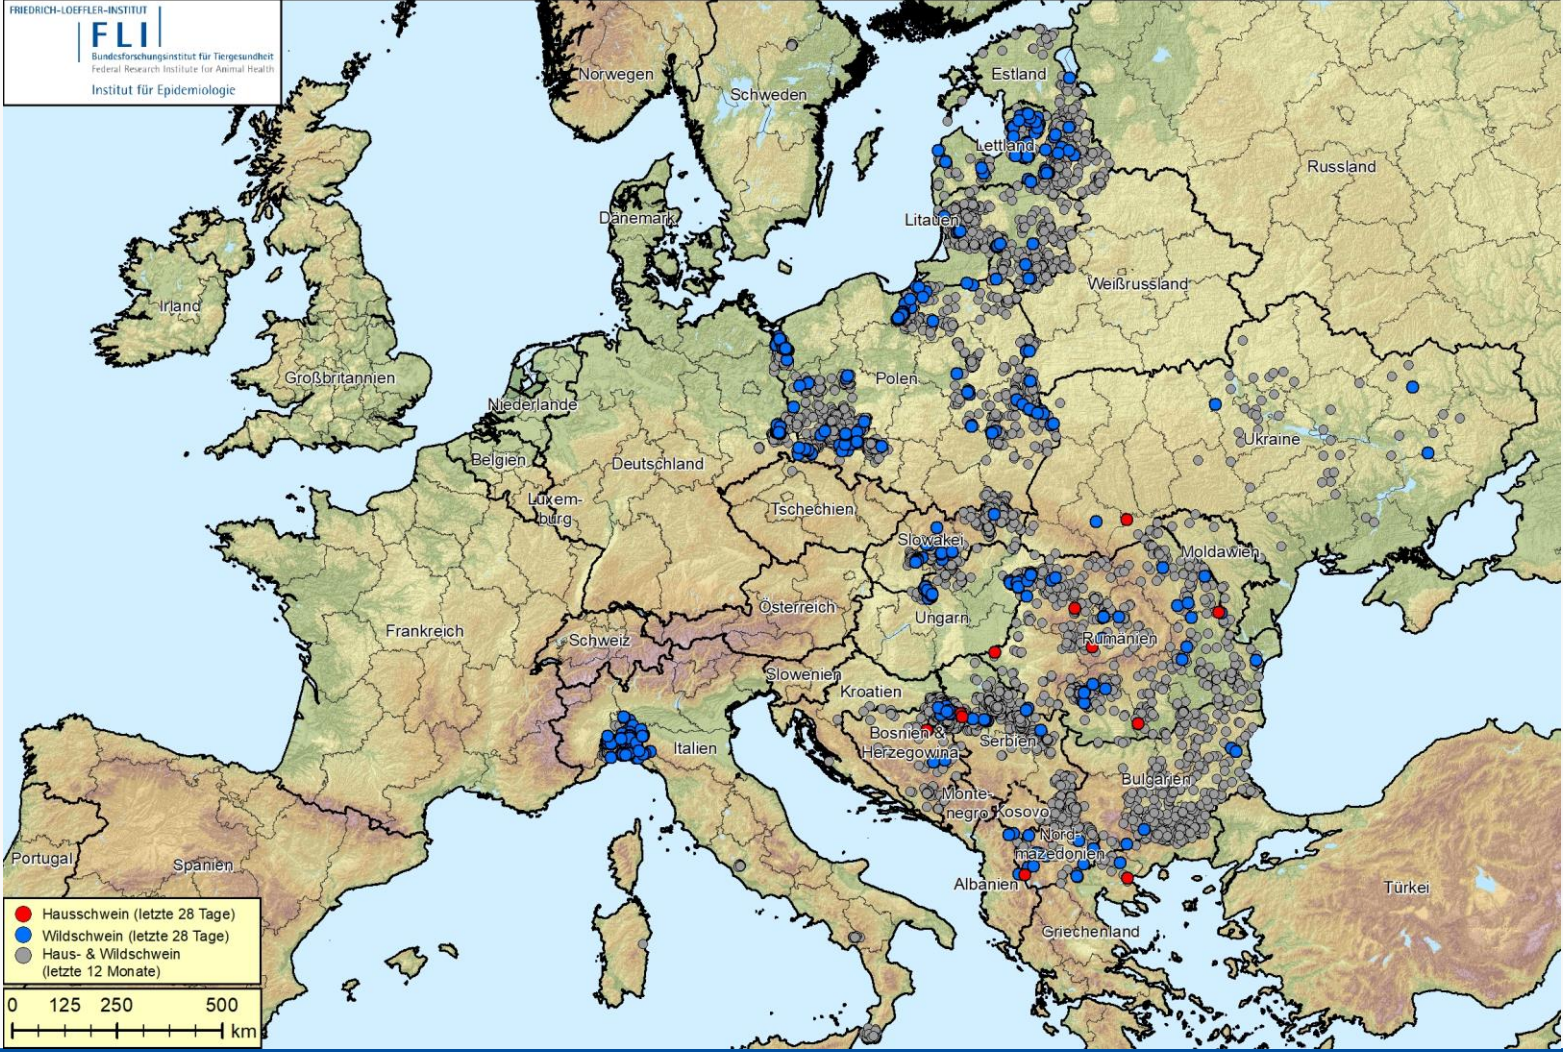 FRIEDRICH-LOEFFLER-INSTITUT
FLI
Bundesforschungsinstitut für Tiergesundheit
Federal Research Institute for Animal Health
Institut für Epidemiologie
Norwegen
Schweden
Estland
Lettland
Russland
Dänemark
Litauen
Irland
Weißrussland
Großbritannien
Niederlande
Polen
Ukraine
Belgien
Deutschland
Luxem-
burg
Tschechien
Slowakei
Moldawien
Österreich
Ungarn
Frankreich
Schweiz
Rumänien
Slowenien
Kroatien
Italien
Bosnien &
Herzegowina
Serbien
Bulgarien
Monte-
negro
Kosovo
Nord-
mazedonien
Portugal
Spanien
Albanien
Türkei
Griechenland
Hausschwein (letzte 28 Tage)
Wildschwein (letzte 28 Tage)
Haus- & Wildschwein
(letzte 12 Monate)
0 125 250 500
km